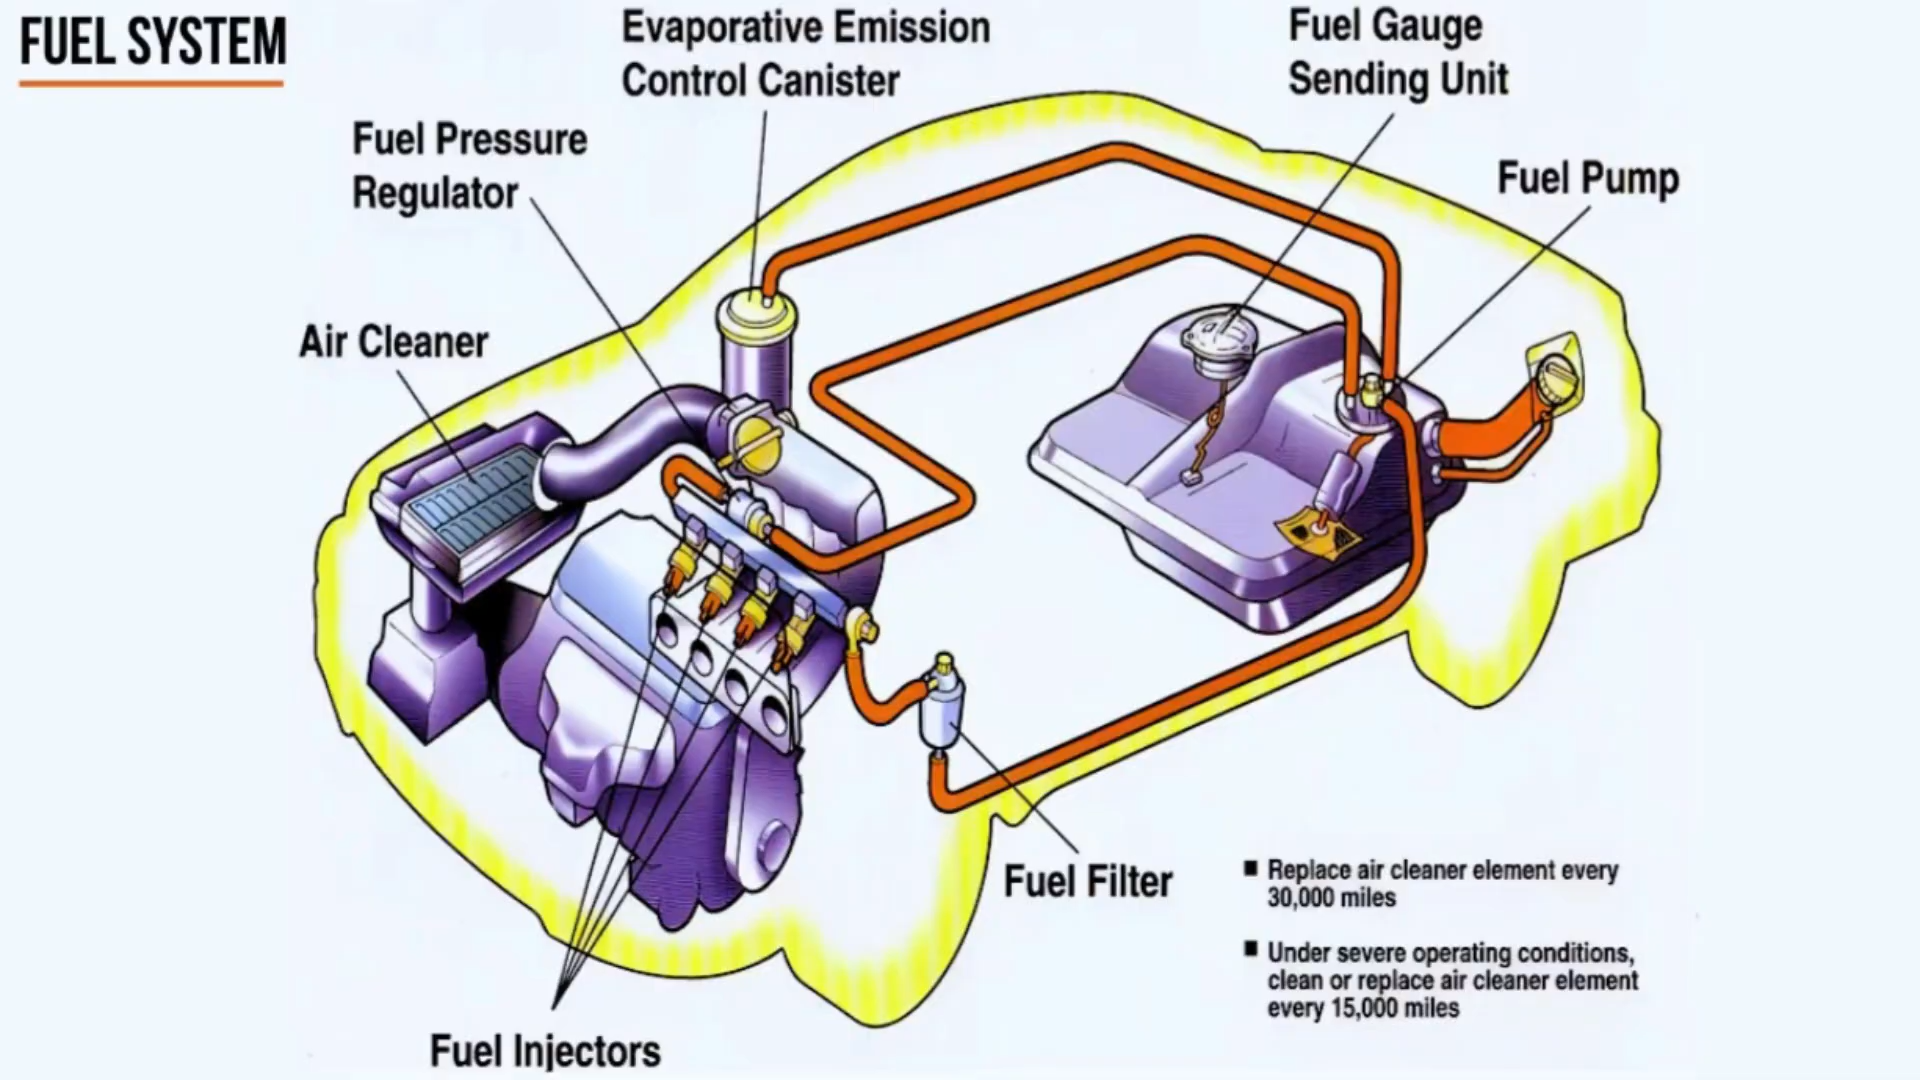 FUEL SYSTEM
Evaporative Emission
Control Canister
Fuel Gauge
Sending Unit
Fuel Pressure
Regulator
Fuel Pump
Air Cleaner
Fuel Filter
■ Replace air cleaner element every
30,000 miles
■ Under severe operating conditions,
clean or replace air cleaner element
every 15,000 miles
Fuel Injectors